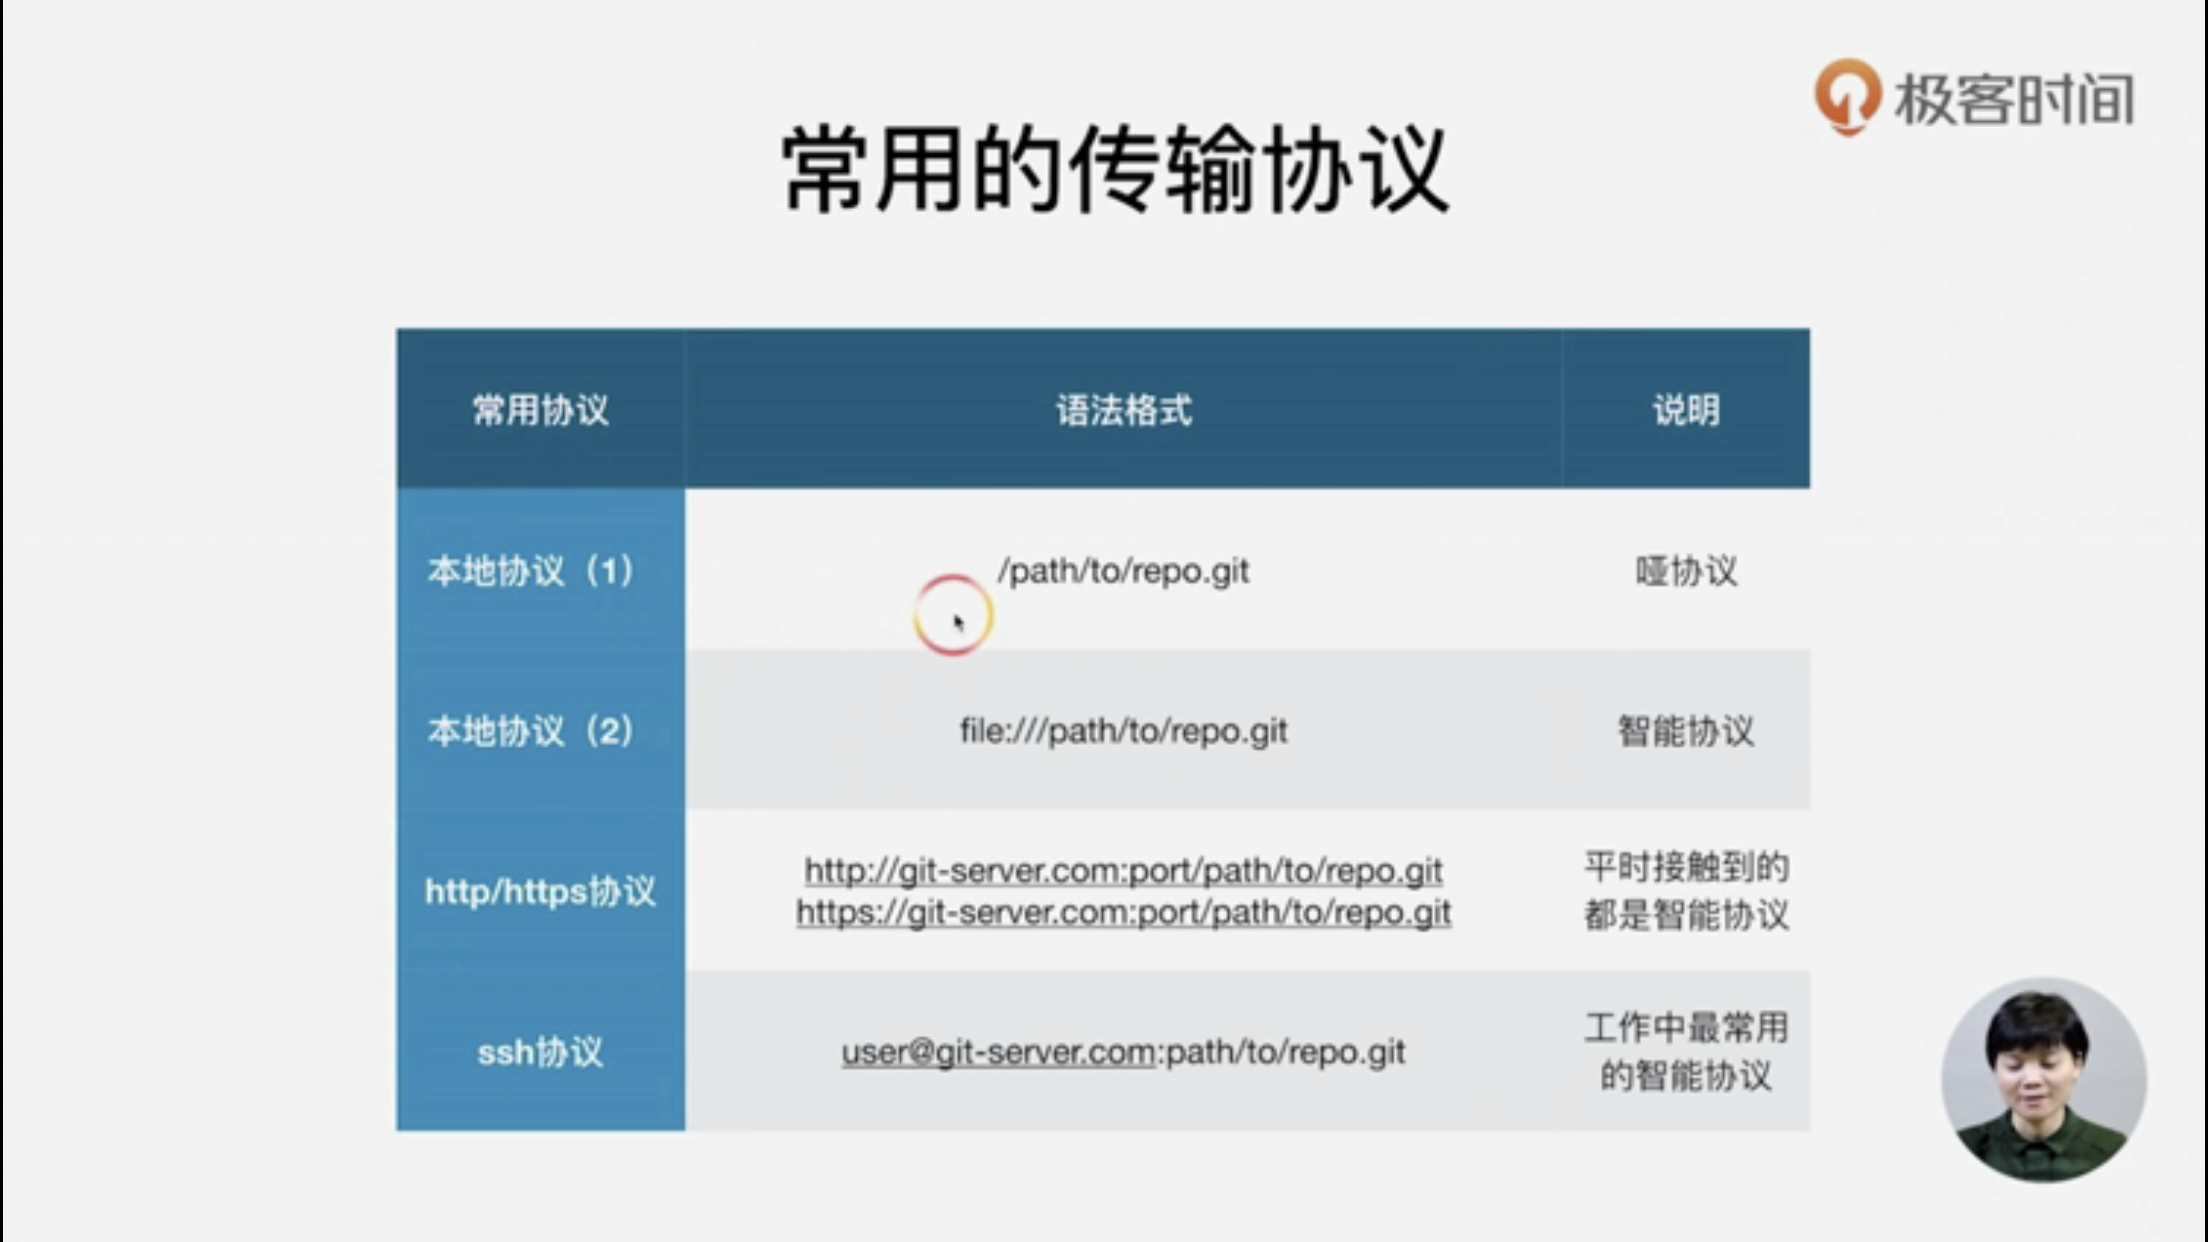 极客时间
常用的传输协议
常用协议 语法格式 说明
本地协议（1） /path/to/repo.git 哑协议
本地协议（2） file:///path/to/repo.git 智能协议
http/https协议
http://git-server.com:port/path/to/repo.git
https://git-server.com:port/path/to/repo.git
平时接触到的
都是智能协议
ssh协议 user@git-server.com:path/to/repo.git
工作中最常用
的智能协议